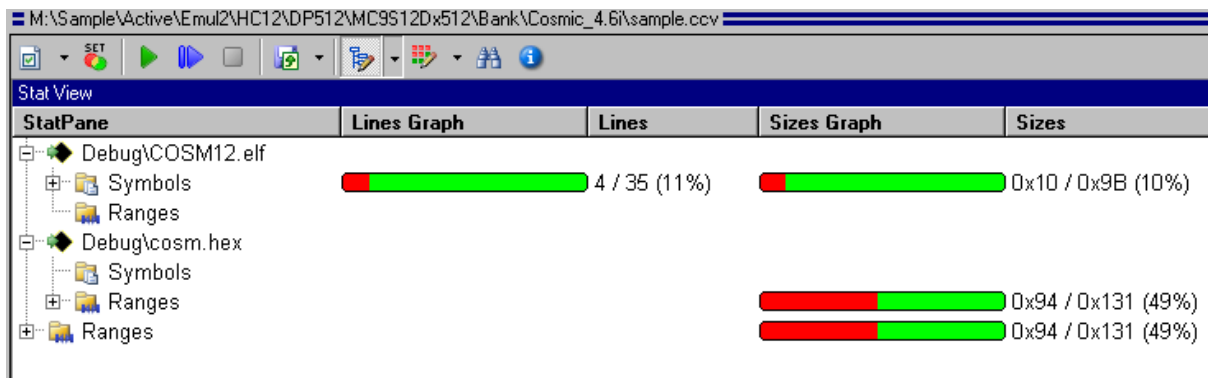 M:\Sample\Active\Emul2\HC12\DP512\MC9S12Dx512\Bank\Cosmic_4.6i\sample.ccv
SET
Stat View
StatPane Lines Graph Lines Sizes Graph Sizes
Debug\COSM12.elf
Symbols 4 / 35 (11%) 0x10 / 0x9B (10%)
Ranges
Debug\cosm.hex
Symbols
Ranges 0x94 / 0x131 (49%)
Ranges 0x94 / 0x131 (49%)